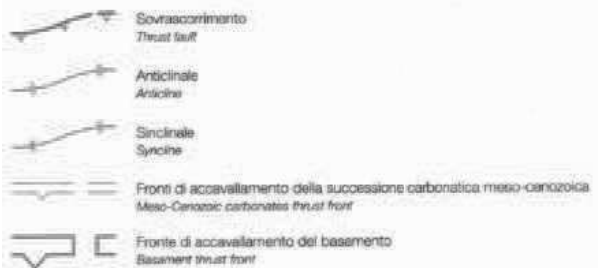 Sovrascorrimento
Thrust fault
Anticlinale
Anticline
Sinclinale
Syncline
Fronti di accavallamento della successione carbonatica meso-cenozoica
Meso-Cenozoic carbonates thrust front
Fronte di accavallamento del basamento
Basament thrust front